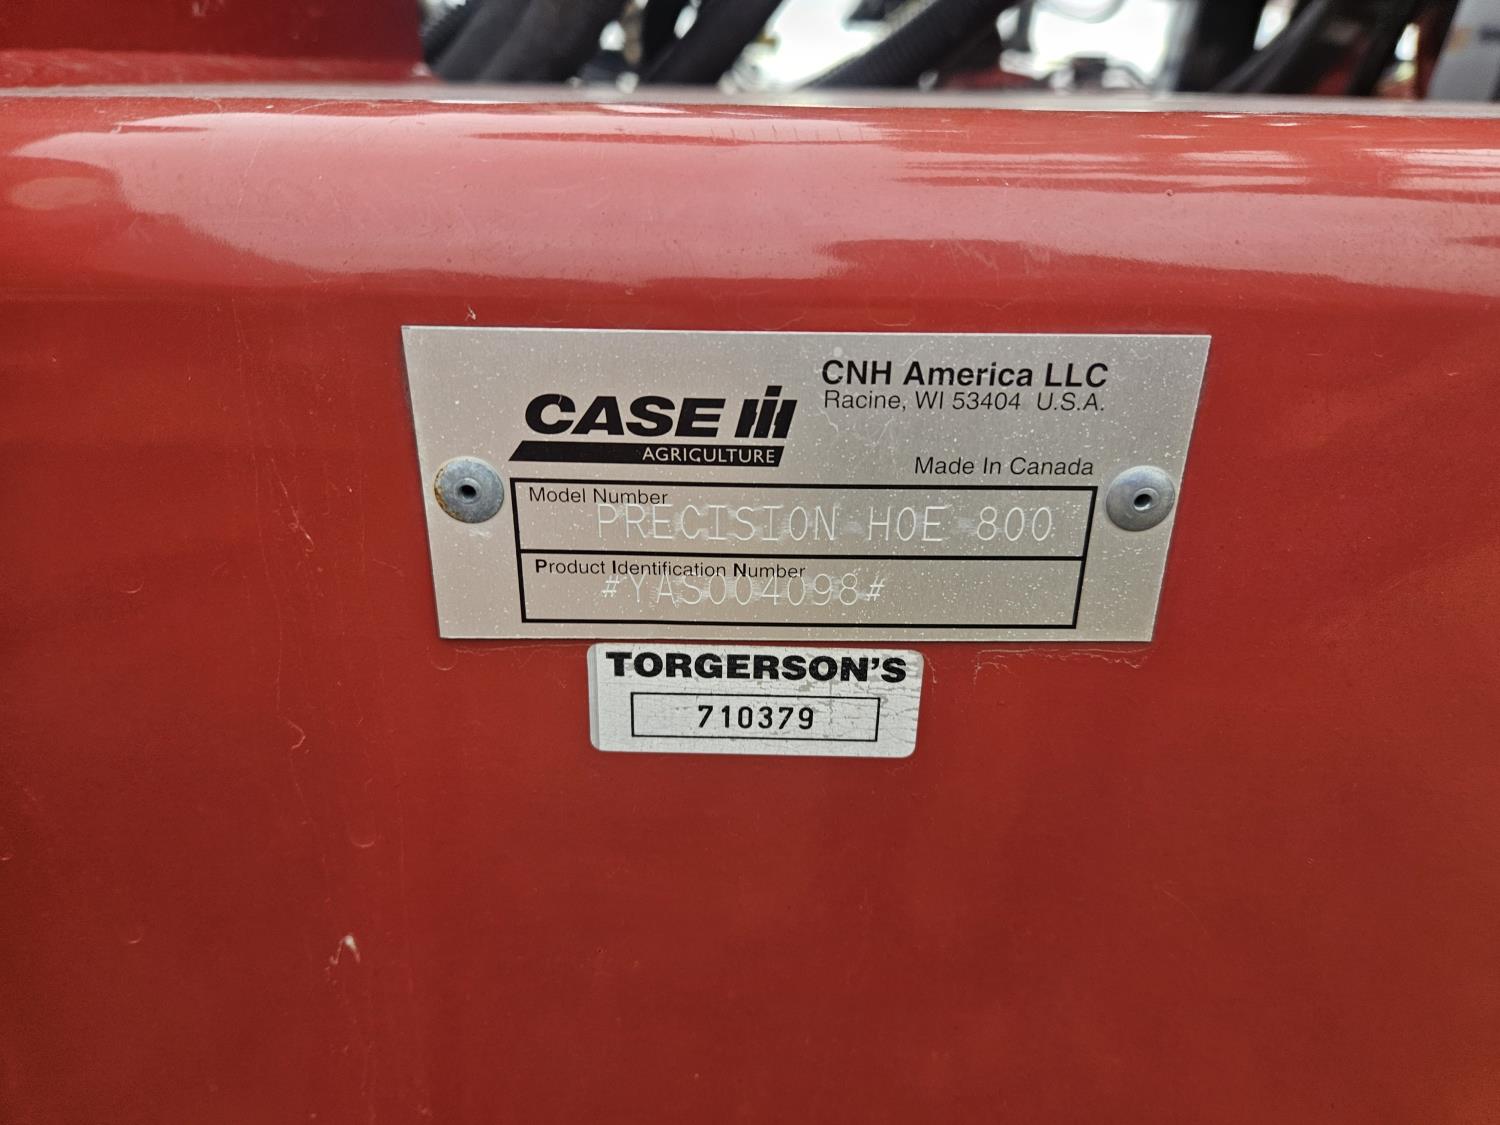 CNH America LLC
Racine, WI 53404 U.S.A.
CASE IH
AGRICULTURE
Made In Canada
Model Number
PRECISION HOE 800
Product Identification Number
#YAS004098#
TORGERSON'S
710379